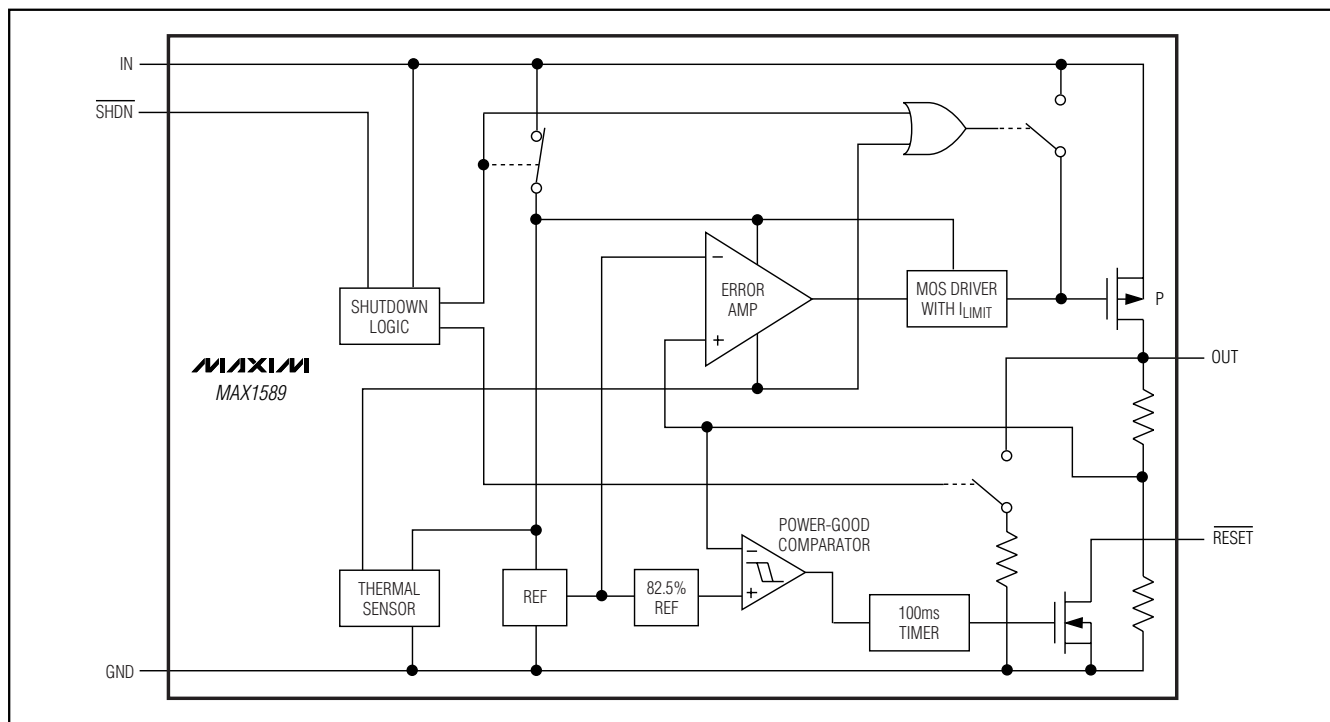 IN
SHDN
SHUTDOWN
LOGIC
MAXIM
MAX1589
−
ERROR
AMP
+
MOS DRIVER
WITH ILIMIT
P
OUT
POWER-GOOD
COMPARATOR
−
+
RESET
THERMAL
SENSOR
REF
82.5%
REF
100ms
TIMER
GND